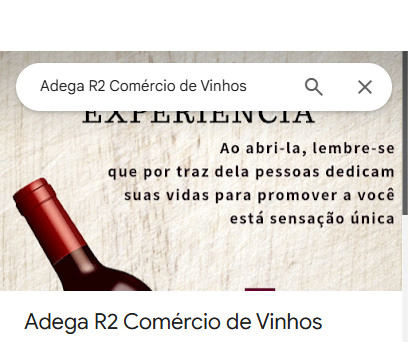 Adega R2 Comércio de Vinhos
EXPERIÊNCIA
Ao abri-la, lembre-se
que por traz dela pessoas dedicam
suas vidas para promover a você
está sensação única
Adega R2 Comércio de Vinhos